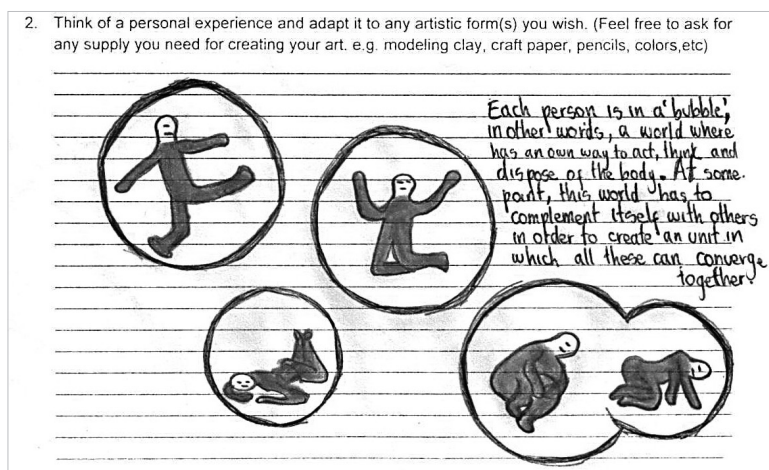 2. Think of a personal experience and adapt it to any artistic form(s) you wish. (Feel free to ask for
any supply you need for creating your art. e.g. modeling clay, craft paper, pencils, colors,etc)
Each person is in a 'bubble',
in other words, a world where
has an own way to act, think and
dispose of the body. At some
point, this world has to
complement itself with others
in order to create an unit in
which all these can converge
together.